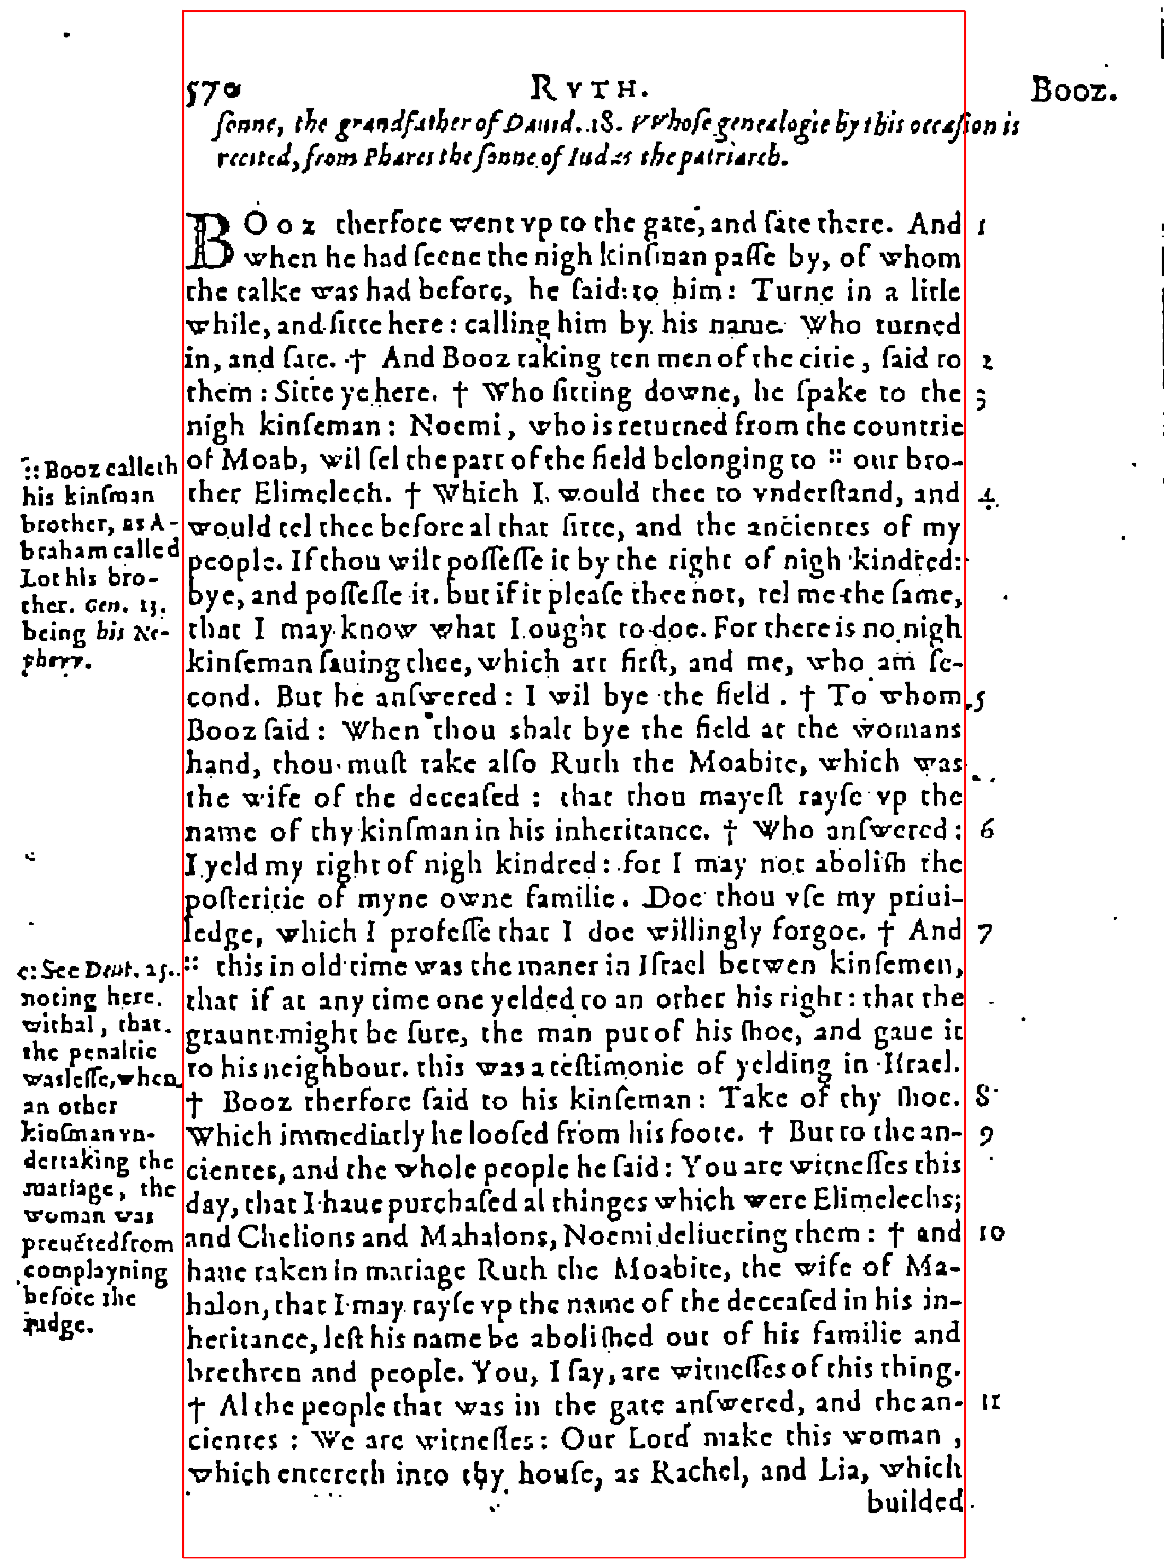 570 RVTH. Booz.
ſonne, the grandfather of Dauid. 18. VVhoſe genealogie by this occaſion is
recited, from Phares the ſonne of Iudas the patriarch.
BOoz therfore went vp to the gate, and ſate there. And 1
when he had ſeene the nigh kinſman paſſe by, of whom
the talke was had before, he ſaid to him: Turne in a litle
while, and ſitte here: calling him by his name. Who turned
in, and ſate. † And Booz taking ten men of the citie, ſaid to 2
them: Sitte ye here. † Who ſitting downe, he ſpake to the 3
nigh kinſeman: Noemi, who is returned from the countrie
of Moab, wil ſel the part of the field belonging to :: our bro-
ther Elimelech. † Which I would thee to vnderſtand, and 4
would tel thee before al that ſitte, and the ancientes of my
people. If thou wilt poſſeſſe it by the right of nigh kindred:
bye, and poſſeſſe it. but if it pleaſe thee not, tel me the ſame,
that I may know what I ought to doe. For there is no nigh
kinſeman ſauing thee, which art firſt, and me, who am ſe-
cond. But he anſwered: I wil bye the field. † To whom 5
Booz ſaid: When thou shalt bye the field at the womans
hand, thou muſt take alſo Ruth the Moabite, which was
the wife of the deceaſed: that thou mayeſt rayſe vp the
name of thy kinſman in his inheritance. † Who anſwered: 6
I yeld my right of nigh kindred: for I may not aboliſh the
poſteritie of myne owne familie. Doe thou vſe my priui-
ledge, which I profeſſe that I doe willingly forgoe. † And 7
:: this in old time was the maner in Iſrael betwen kinſemen,
that if at any time one yelded to an other his right: that the
graunt might be ſure, the man put of his ſhoe, and gaue it
to his neighbour. this was a teſtimonie of yelding in Iſrael.
† Booz therfore ſaid to his kinſeman: Take of thy ſhoe. 8
Which immediatly he looſed from his foote. † But to the an- 9
cientes, and the whole people he ſaid: You are witneſſes this
day, that I haue purchaſed al thinges which were Elimelechs,
and Chelions and Mahalons, Noemi deliuering them: † and 10
haue taken in mariage Ruth the Moabite, the wife of Ma-
halon, that I may rayſe vp the name of the deceaſed in his in-
heritance, leſt his name be aboliſhed out of his familie and
brethren and people. You, I ſay, are witneſſes of this thing.
† Al the people that was in the gate anſwered, and the an- 11
cientes: We are witneſſes: Our Lord make this woman,
which entereth into thy houſe, as Rachel, and Lia, which
builded
:: Booz calleth
his kinſman
brother, as A-
braham called
Lot his bro-
ther. Gen. 13.
being his Ne-
phevv.
:: See Deut. 25.
noting here
withal, that
the penaltie
was leſſe, when
an other
kinſman vn-
dertaking the
mariage, the
woman was
preuēted from
complayning
before the
iudge.